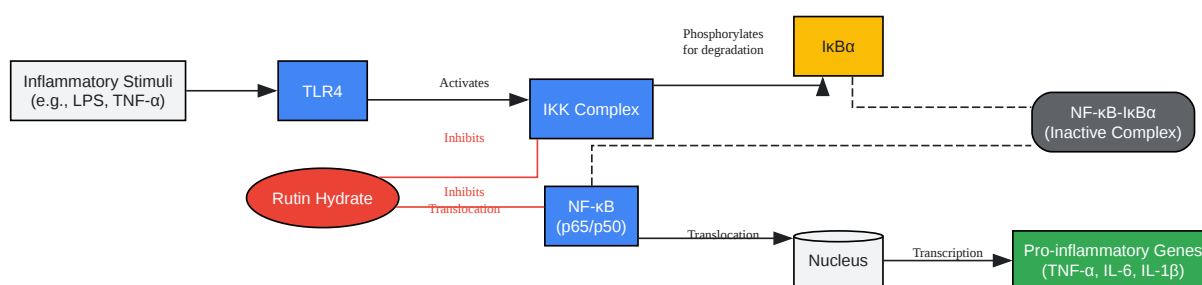 Inflammatory Stimuli
(e.g., LPS, TNF-α)
TLR4
Activates
IKK Complex
Phosphorylates
for degradation
IκBα
NF-κB-IκBα
(Inactive Complex)
Inhibits
Rutin Hydrate
Inhibits
Translocation
NF-κB
(p65/p50)
Translocation
Nucleus
Transcription
Pro-inflammatory Genes
(TNF-α, IL-6, IL-1β)